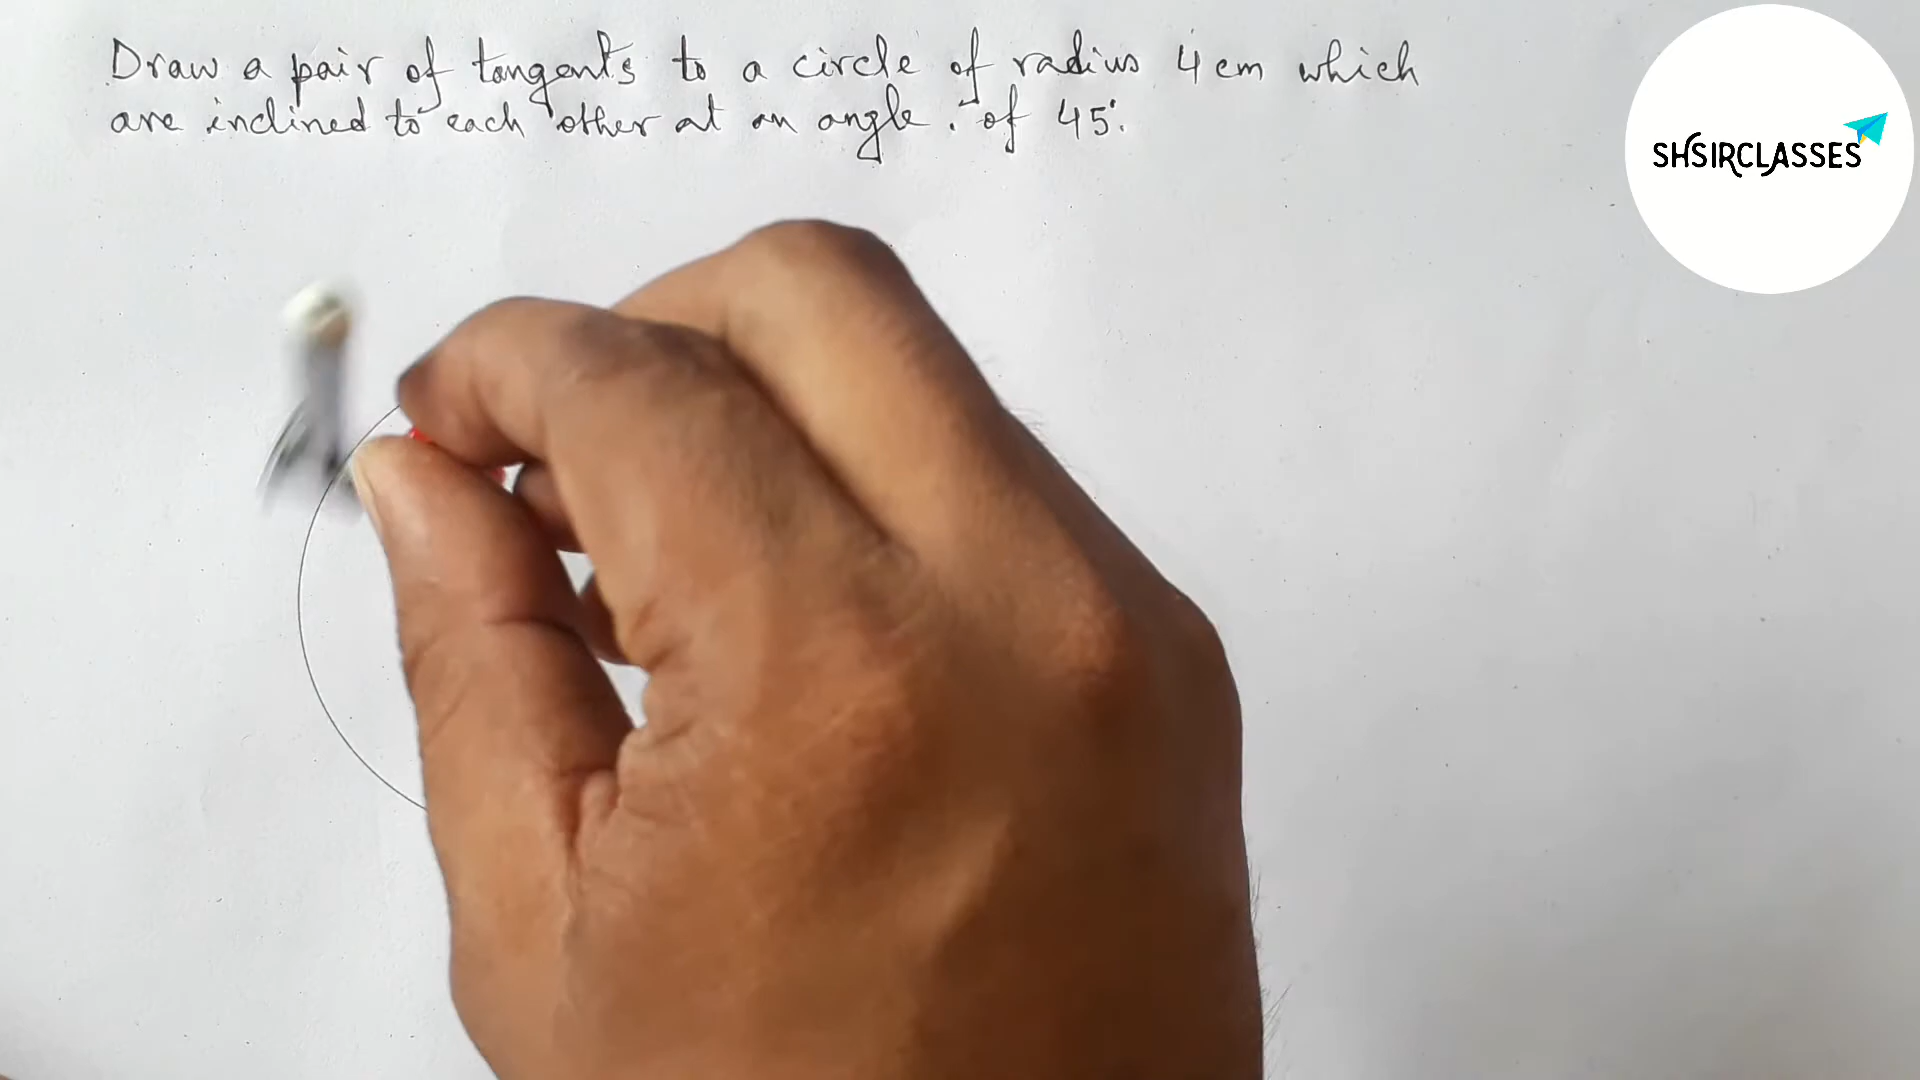 Draw a pair of tangents to a circle of radius 4 cm which
are inclined to each other at an angle of 45°.
SHSIRCLASSES